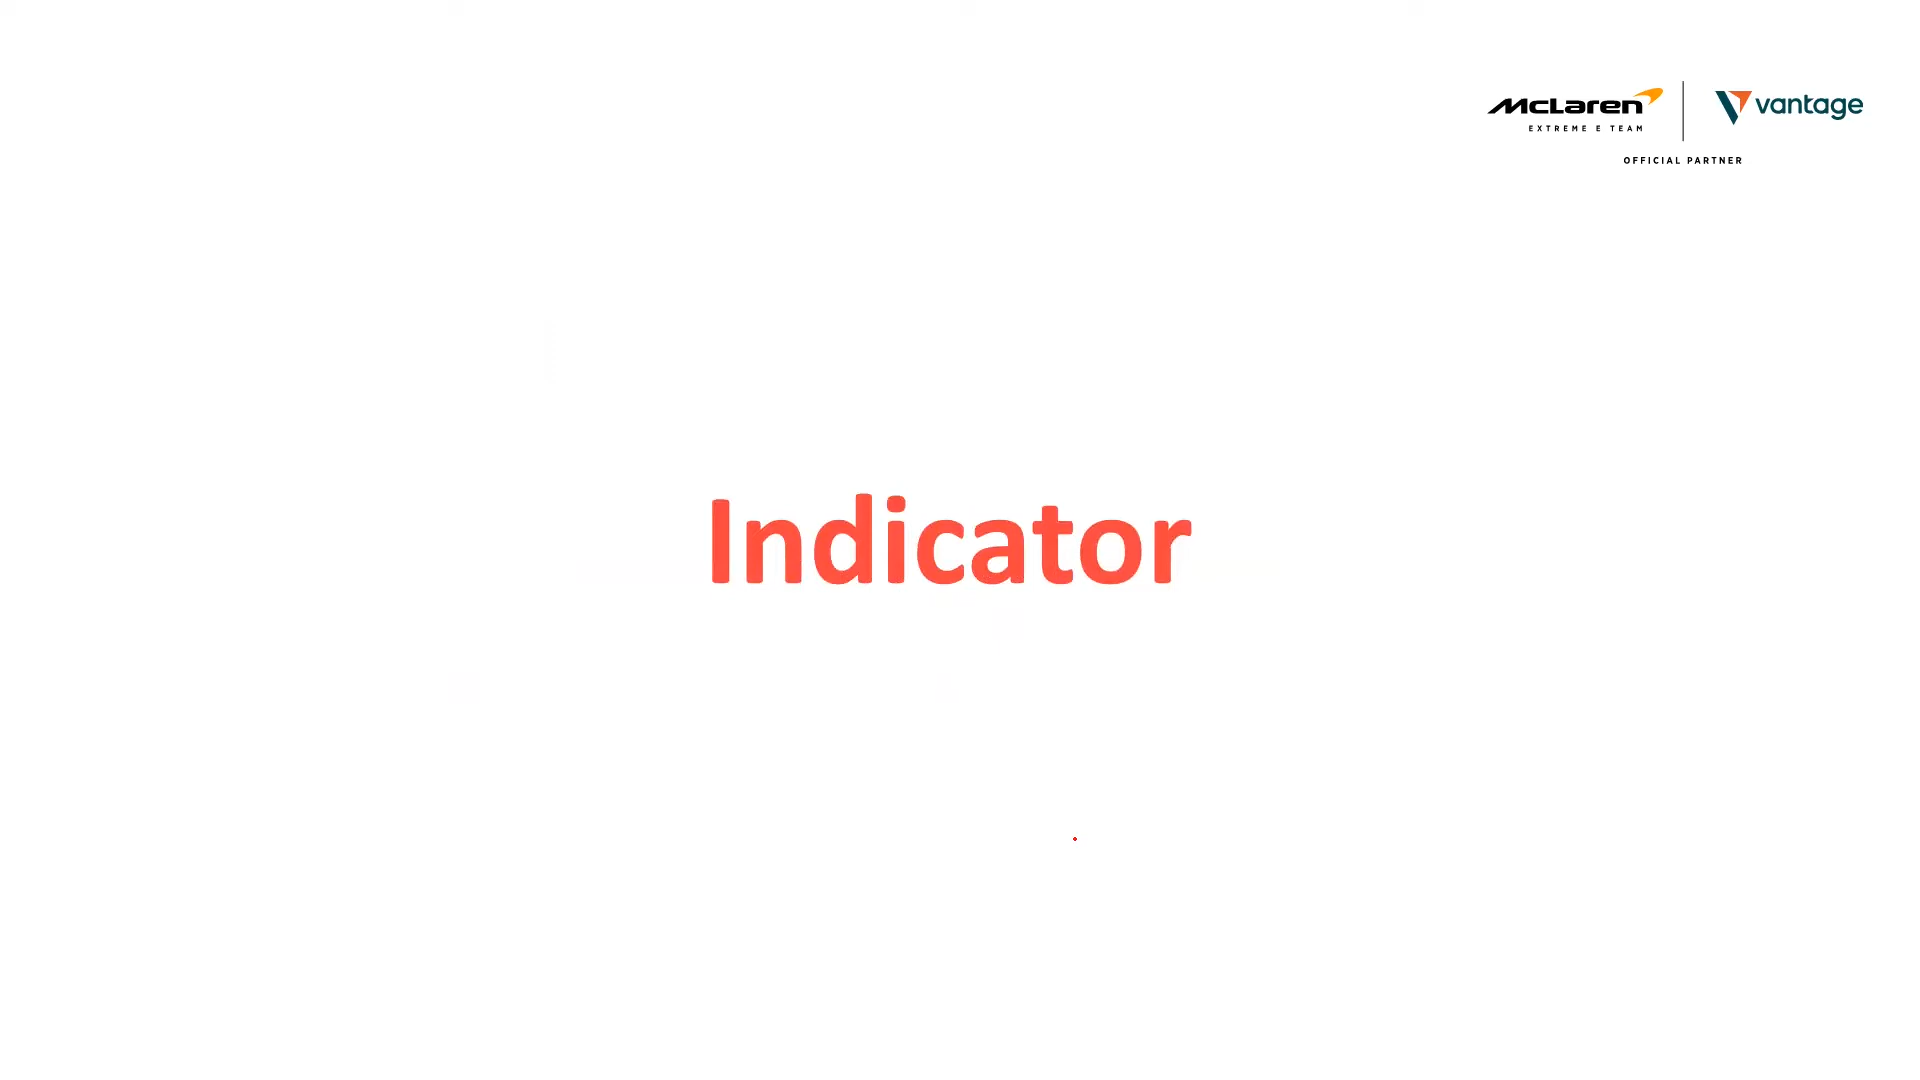 McLaren
EXTREME E TEAM
vantage
OFFICIAL PARTNER
Indicator